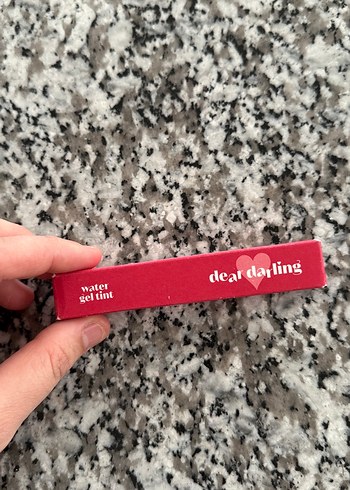 water
gel tint
dear darling